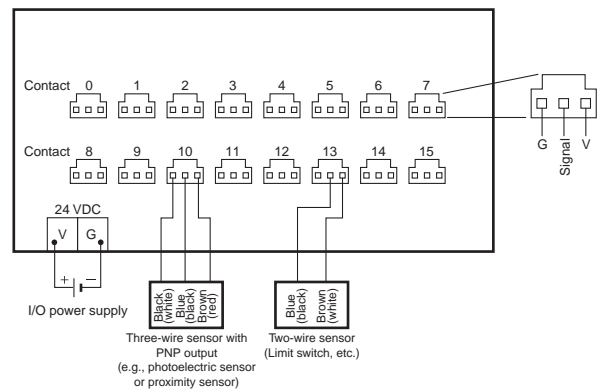 Contact 0 1 2 3 4 5 6 7
G Signal V
Contact 8 9 10 11 12 13 14 15
24 VDC
V G
+ −
I/O power supply
Black (white)
Blue (black)
Brown (red)
Three-wire sensor with
PNP output
(e.g., photoelectric sensor
or proximity sensor)
Blue (black)
Brown (white)
Two-wire sensor
(Limit switch, etc.)